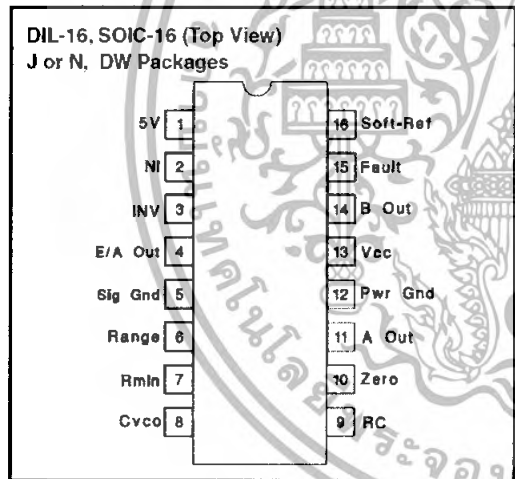 DIL-16, SOIC-16 (Top View)
J or N, DW Packages
5V 1
NI 2
INV 3
E/A Out 4
Sig Gnd 5
Range 6
Rmin 7
Cvco 8
16 Soft-Ref
15 Fault
14 B Out
13 Vcc
12 Pwr Gnd
11 A Out
10 Zero
9 RC